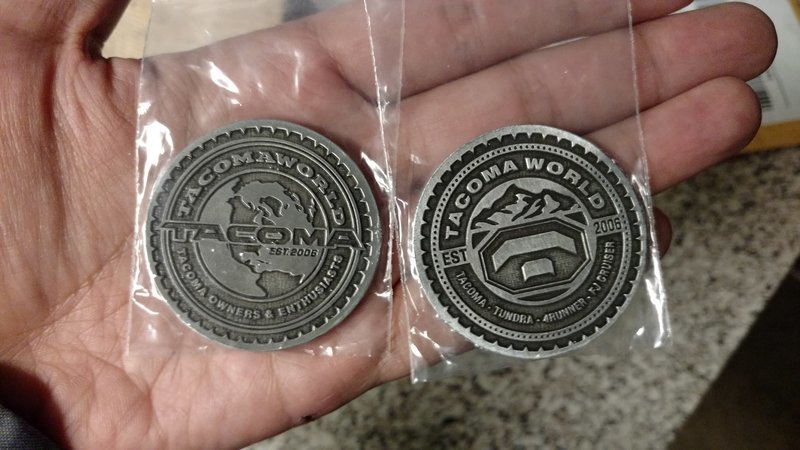 TACOMAWORLD
TACOMA
EST. 2006
TACOMA OWNERS & ENTHUSIASTS
TACOMA WORLD
EST 2006
TACOMA - TUNDRA - 4RUNNER - FJ CRUISER